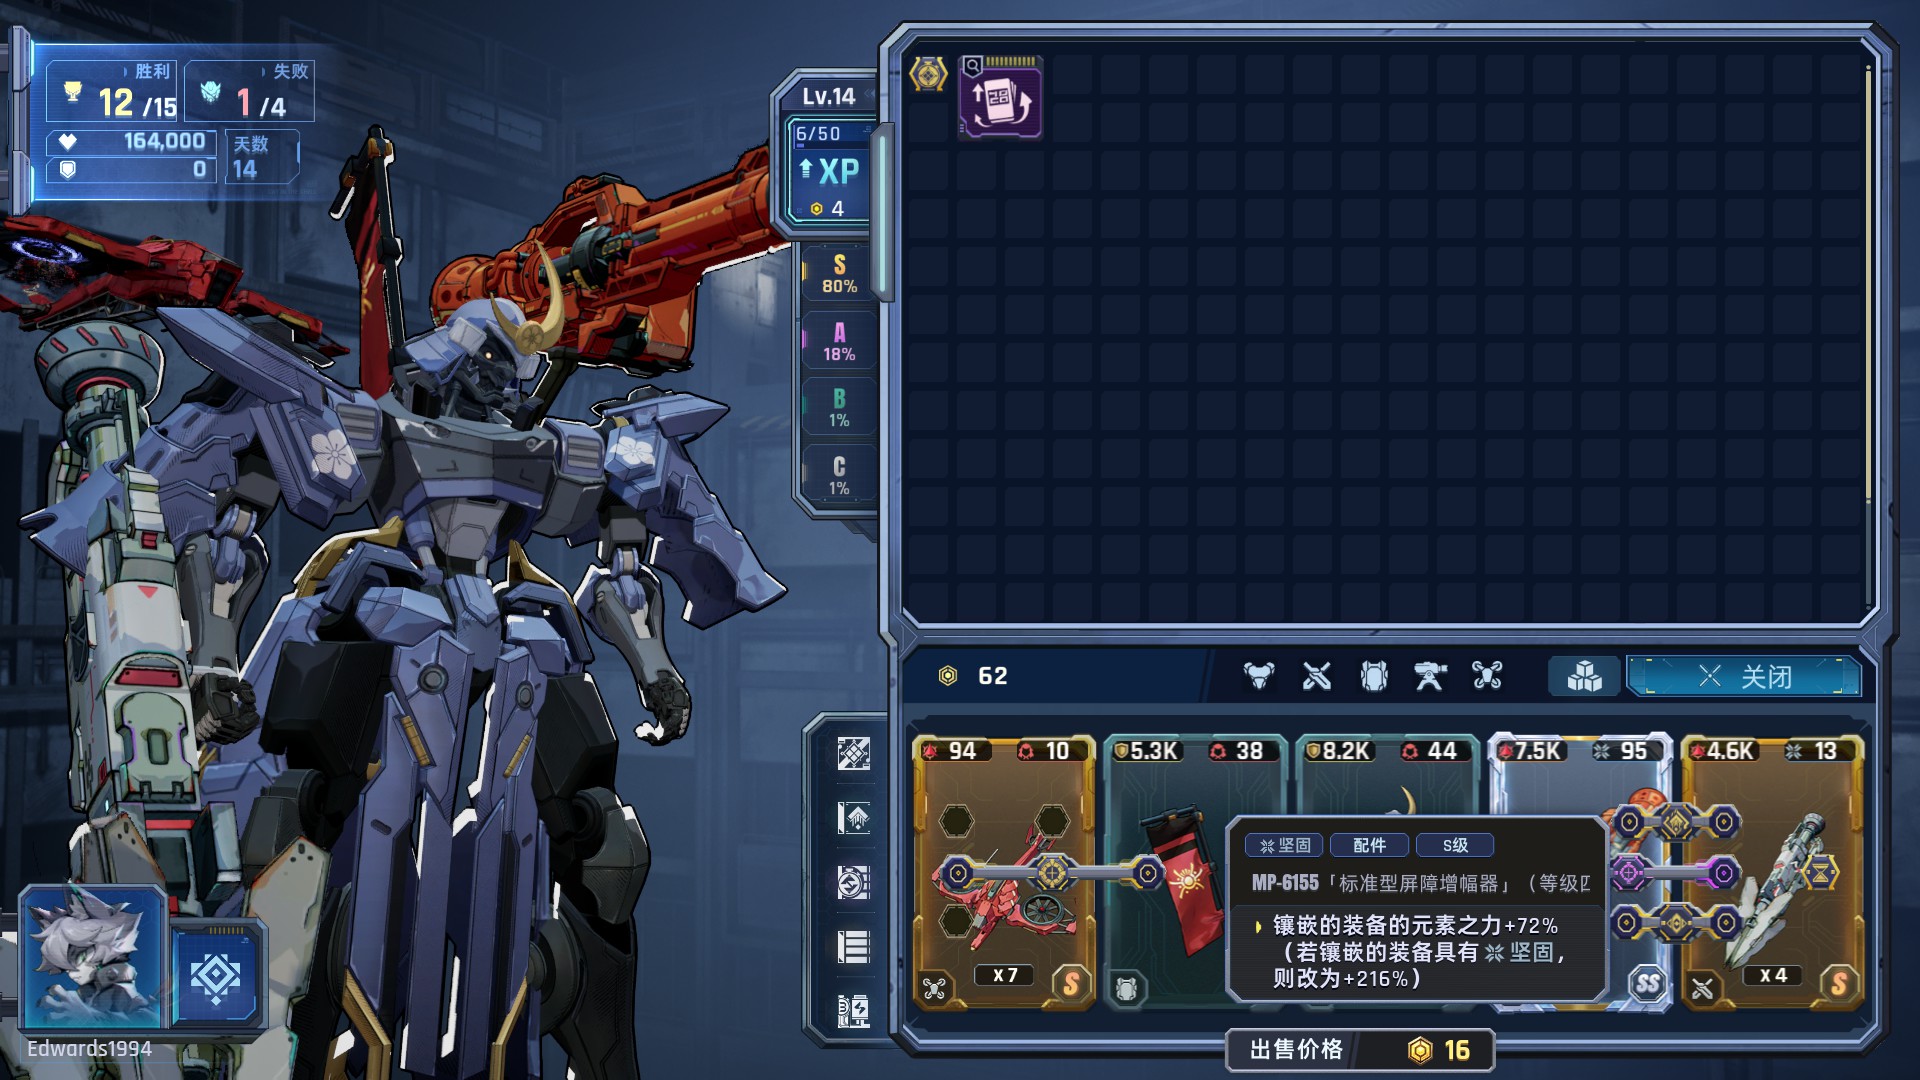 胜利
12 /15
失败
1 /4
164,000
0
天数
14
Lv.14
6/50
XP
4
S
80%
A
18%
B
1%
C
1%
62
关闭
94
10
5.3K
38
8.2K
44
7.5K
95
4.6K
13
坚固
配件
S级
MP-6155「标准型屏障增幅器」（等级
镶嵌的装备的元素之力+72%
（若镶嵌的装备具有 坚固，
则改为+216%）
X7
S
SS
X4
S
出售价格
16
Edwards1994